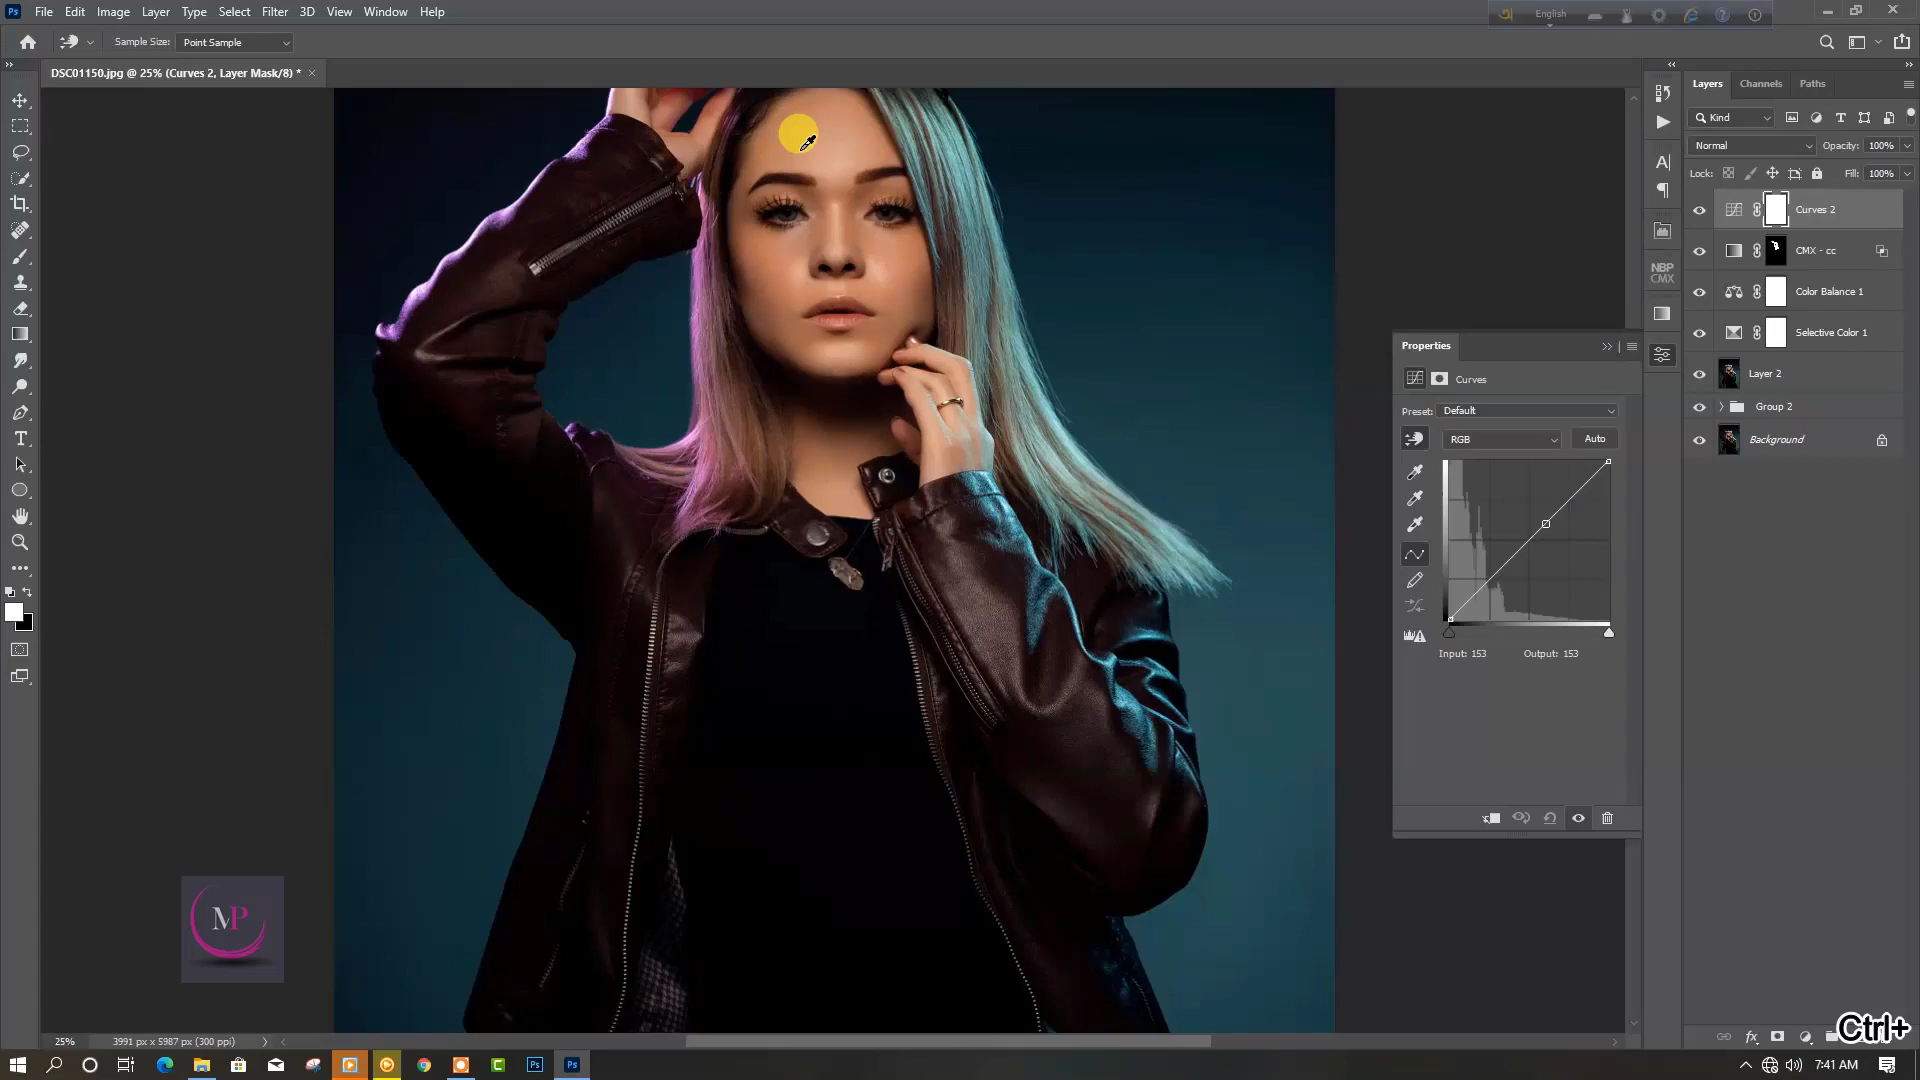 Ps File Edit Image Layer Type Select Filter 3D View Window Help
English
Sample Size: Point Sample
DSC01150.jpg @ 25% (Curves 2, Layer Mask/8) *
Layers Channels Paths
Kind
Normal Opacity: 100%
Lock: Fill: 100%
Curves 2
CMX - cc
Color Balance 1
Selective Color 1
Layer 2
Group 2
Background
NBP
CMX
Properties
Curves
Preset: Default
RGB Auto
Input: 153 Output: 153
MP
25% 3991 px x 5987 px (300 ppi)
Ctrl+
7:41 AM